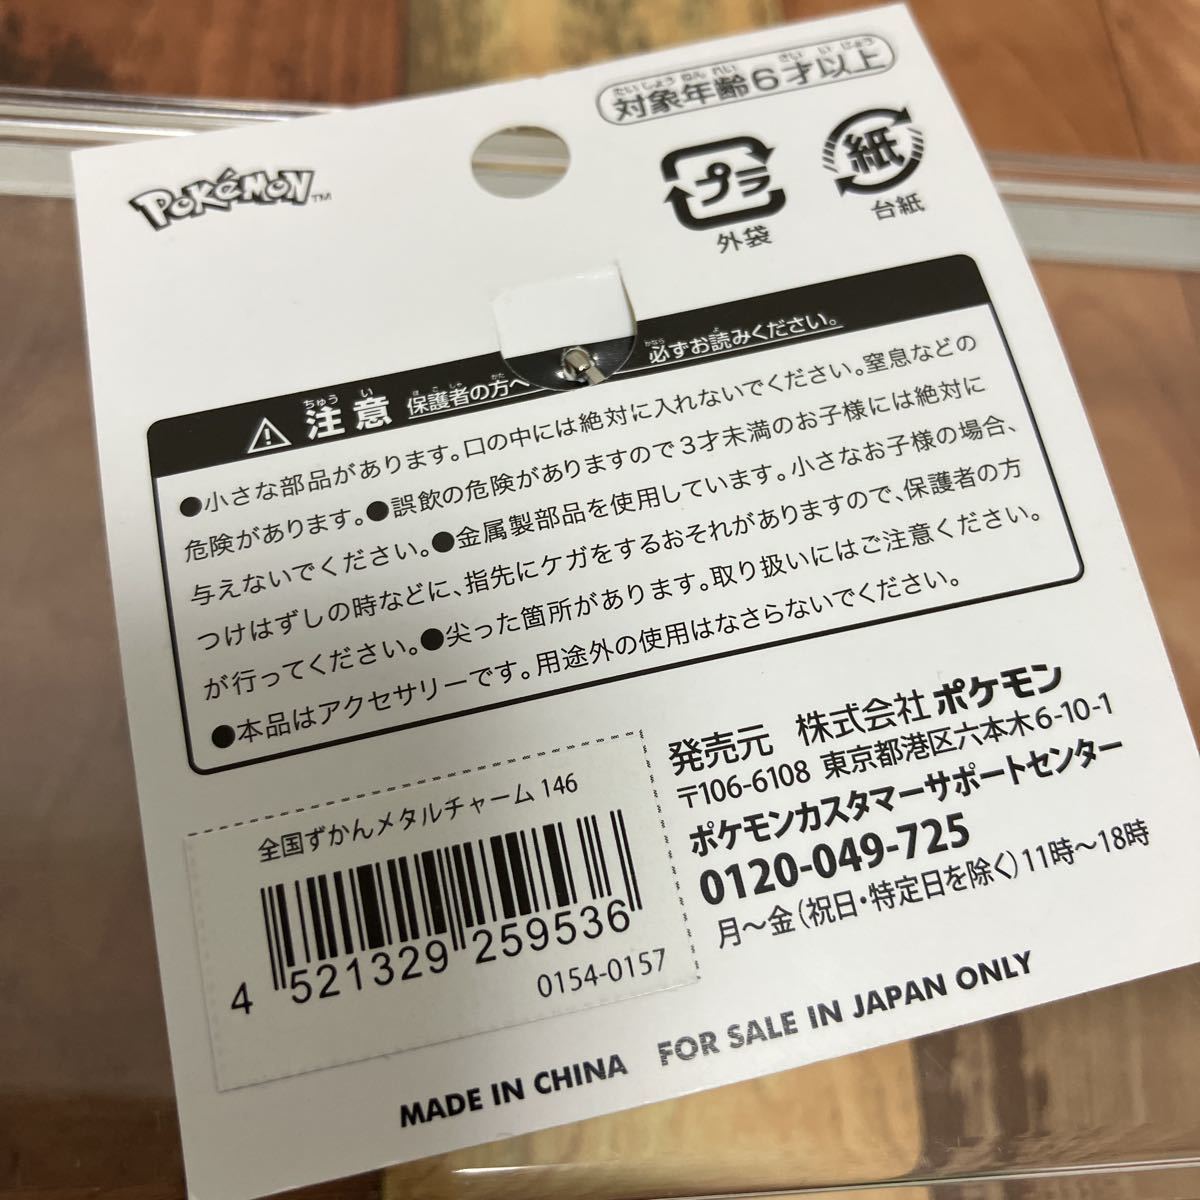 たいしょうねんれい さいいじょう
対象年齢6才以上
POKéMON™
プラ
外袋
紙
台紙
ちゅうい ほごしゃ かた かなら よ
注意 保護者の方へ 必ずお読みください。
●小さな部品があります。口の中には絶対に入れないでください。窒息などの
危険があります。●誤飲の危険がありますので3才未満のお子様には絶対に
与えないでください。●金属製部品を使用しています。小さなお子様の場合、
つけはずしの時などに、指先にケガをするおそれがありますので、保護者の方
が行ってください。●尖った箇所があります。取り扱いにはご注意ください。
●本品はアクセサリーです。用途外の使用はなさらないでください。
全国ずかんメタルチャーム 146
4 521329 259536
0154-0157
発売元 株式会社 ポケモン
〒106-6108 東京都港区六本木6-10-1
ポケモンカスタマーサポートセンター
0120-049-725
月～金（祝日・特定日を除く）11時～18時
MADE IN CHINA FOR SALE IN JAPAN ONLY